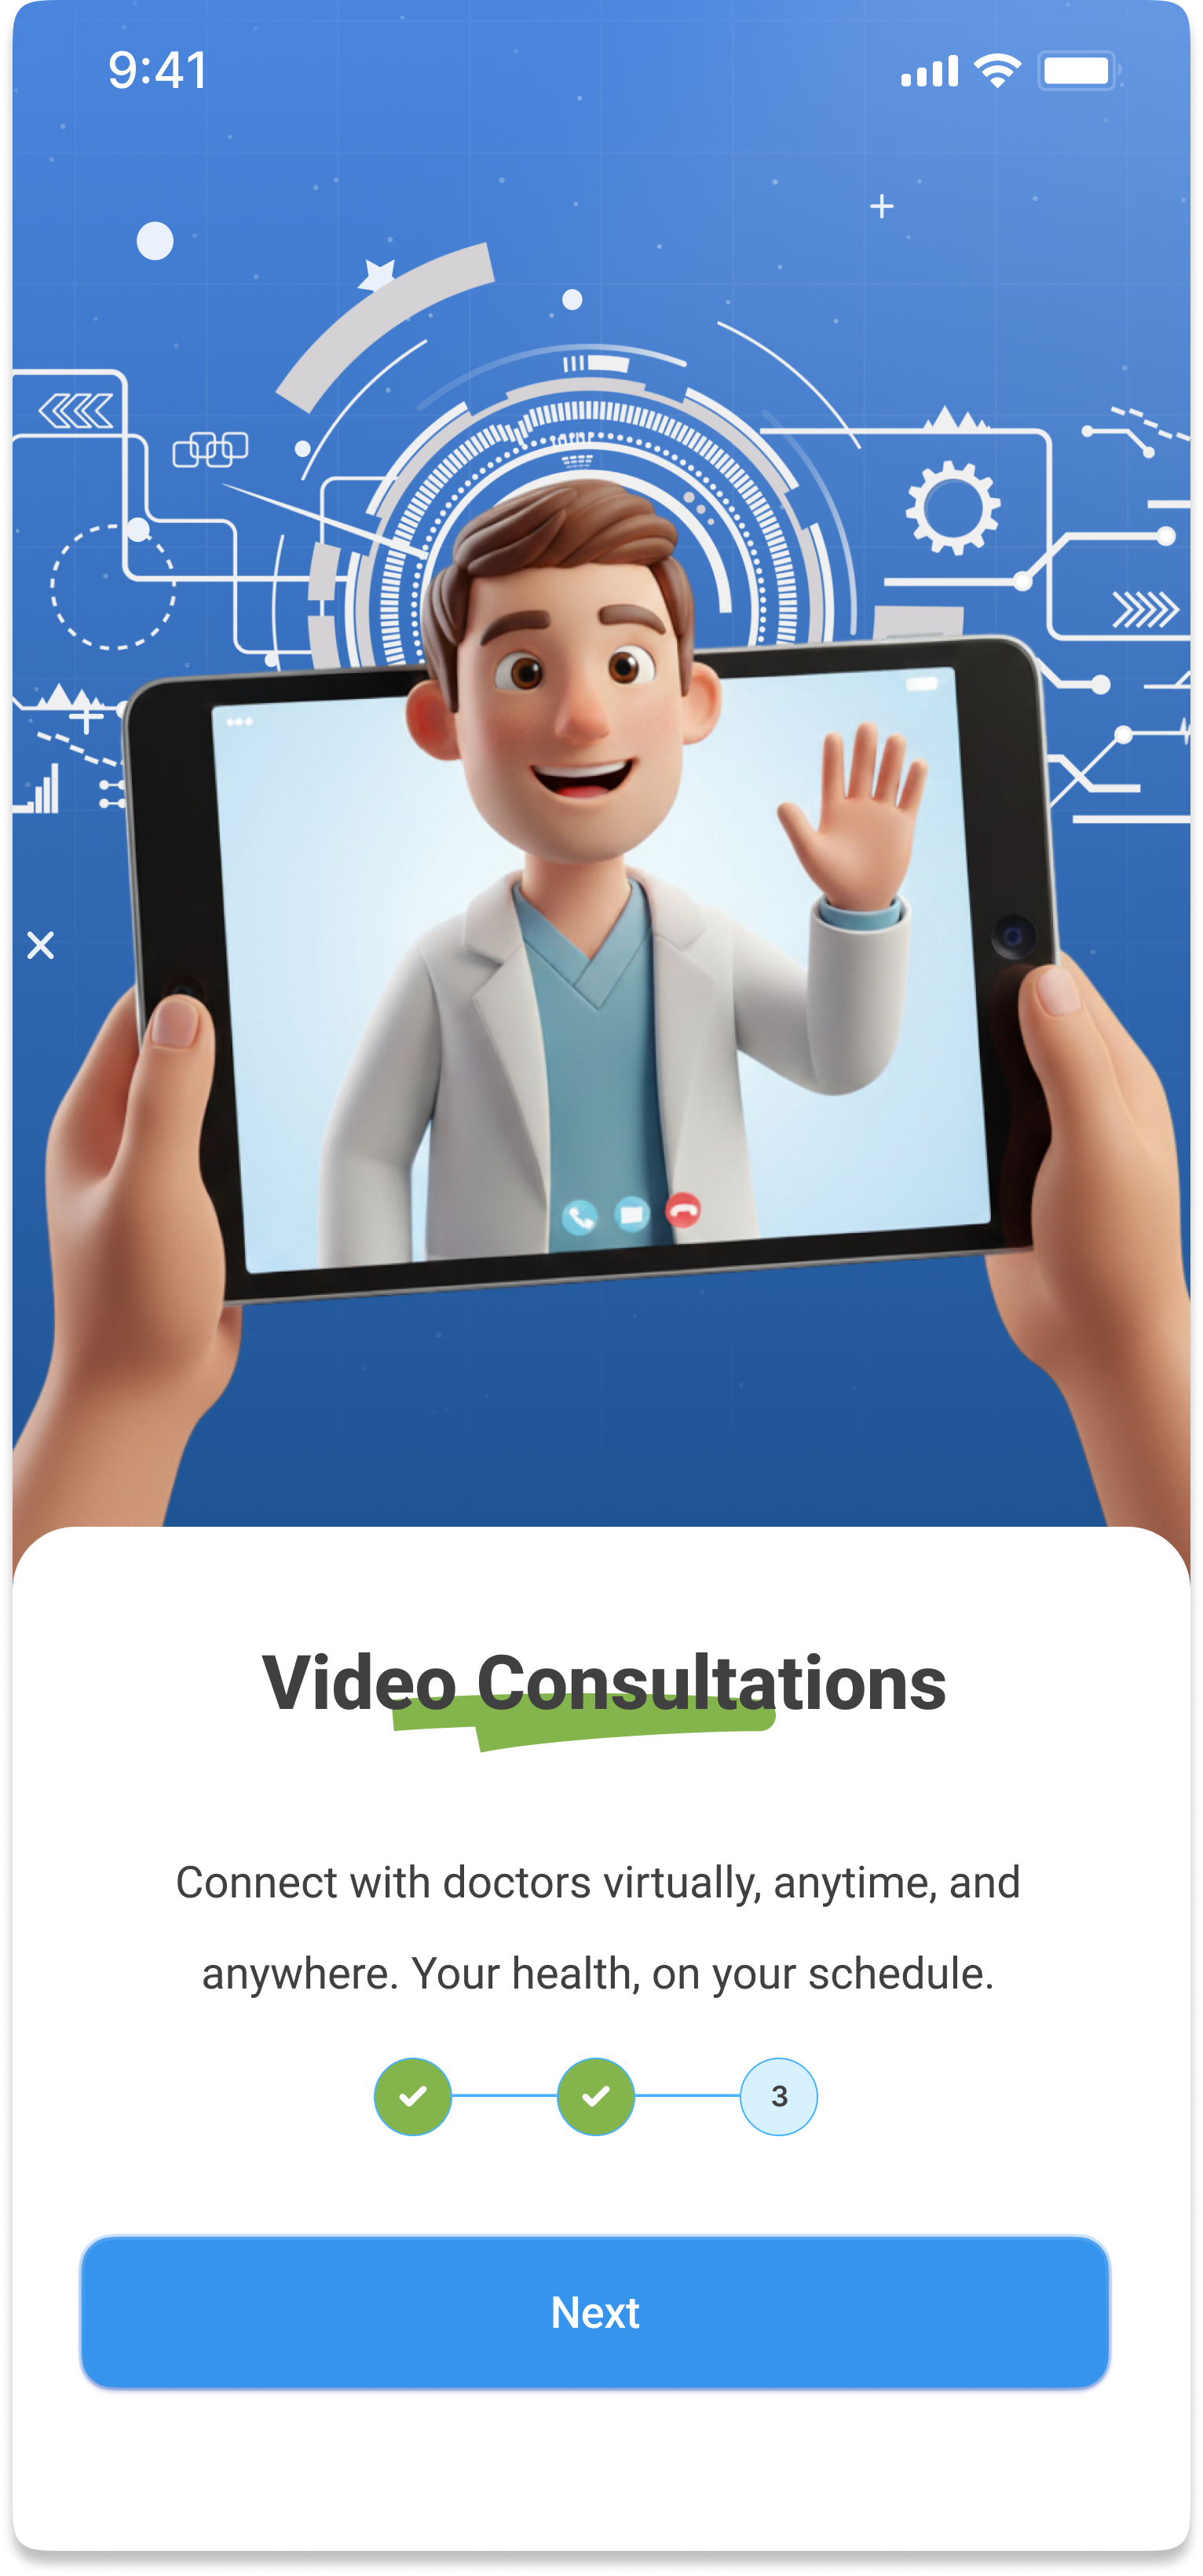 9:41
Video Consultations
Connect with doctors virtually, anytime, and
anywhere. Your health, on your schedule.
3
Next